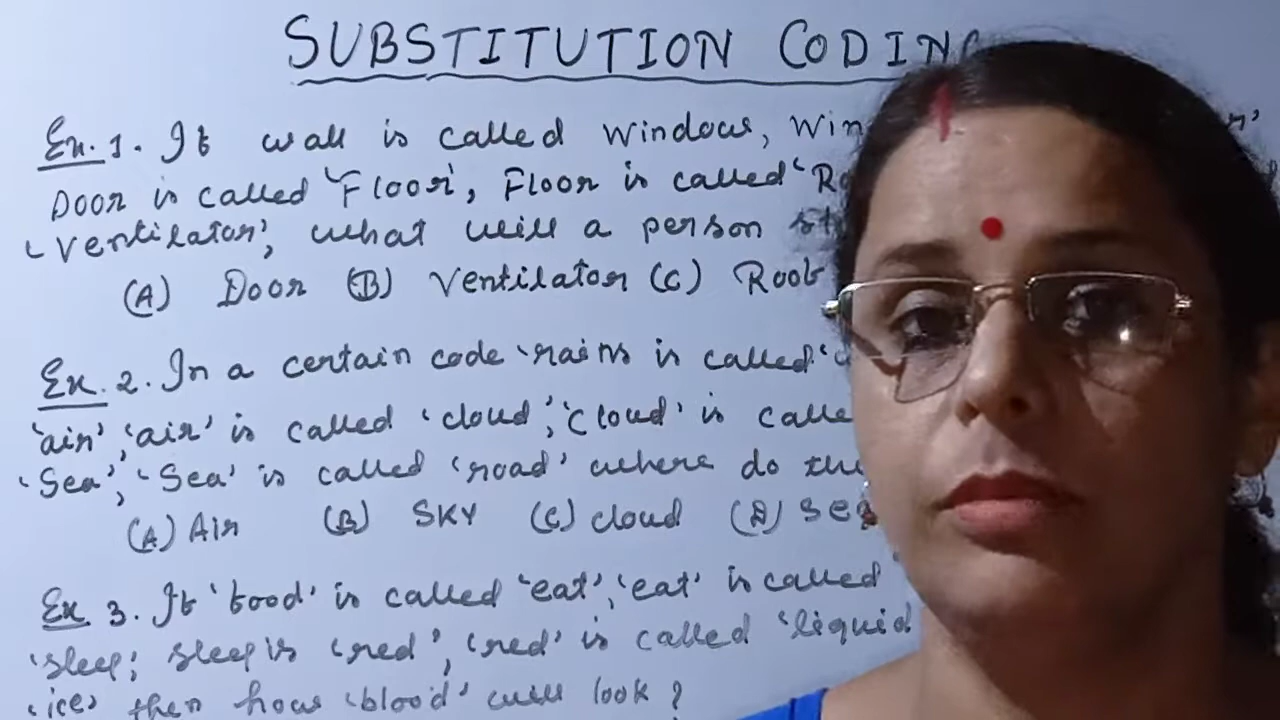 SUBSTITUTION CODING
Ex. 1. If wall is called Window, Win
Door is called 'Floor', Floor is called 'Ro
'Ventilator', what will a person st
(A) Door (B) Ventilator (C) Roof
Ex. 2. In a certain code 'rain is called
'air', 'air' is called 'cloud', 'Cloud' is calle
'Sea', 'Sea' is called 'road' where do the
(A) Air (B) SKY (C) cloud (D) Sea
Ex 3. If 'food' is called 'eat', 'eat' is called
'sleep; sleep is 'red', 'red' is called 'liquid
'ice' then how 'blood' will look?